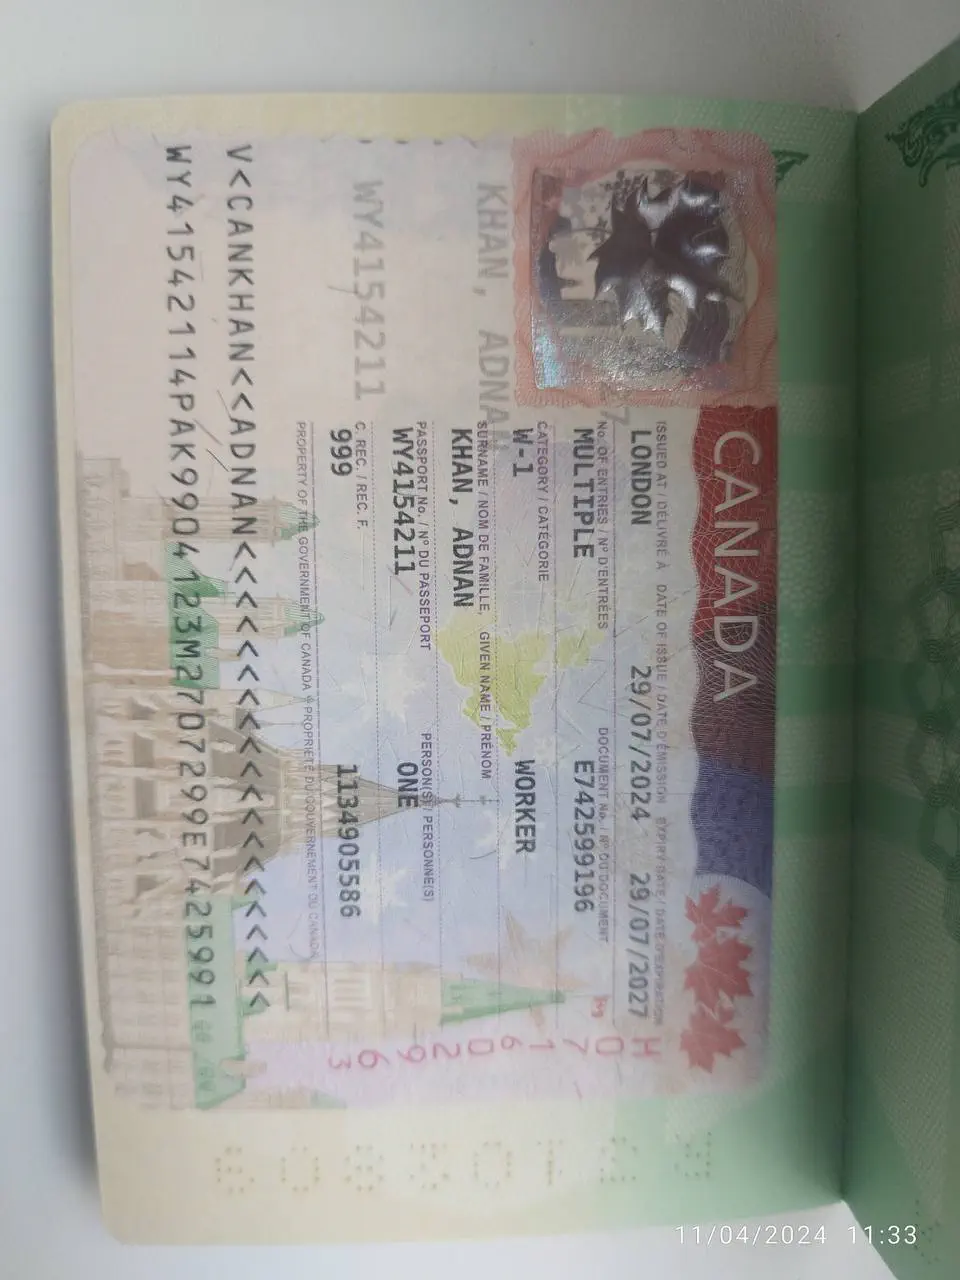 CANADA
ISSUED AT / DÉLIVRÉ À DATE OF ISSUE / DATE D'ÉMISSION EXPIRY DATE / DATE D'EXPIRATION
LONDON 29/07/2024 29/07/2027
No. OF ENTRIES / N° D'ENTRÉES DOCUMENT No. / N° DU DOCUMENT
MULTIPLE E742599196
CATEGORY / CATÉGORIE
W-1 WORKER
SURNAME / NOM DE FAMILLE, GIVEN NAME / PRÉNOM
KHAN, ADNAN
PASSPORT No. / N° DU PASSEPORT PERSON(S) / PERSONNE(S)
WY4154211 ONE
C. REC. / REC. F.
999 1134905586
PROPERTY OF THE GOVERNMENT OF CANADA • PROPRIÉTÉ DU GOUVERNEMENT DU CANADA
KHAN, ADNAN
WY4154211
V<CANKHAN<<ADNAN<<<<<<<<<<<<<<<<<<
WY41542114PAK9904123M2707299E7425991
11/04/2024 11:33